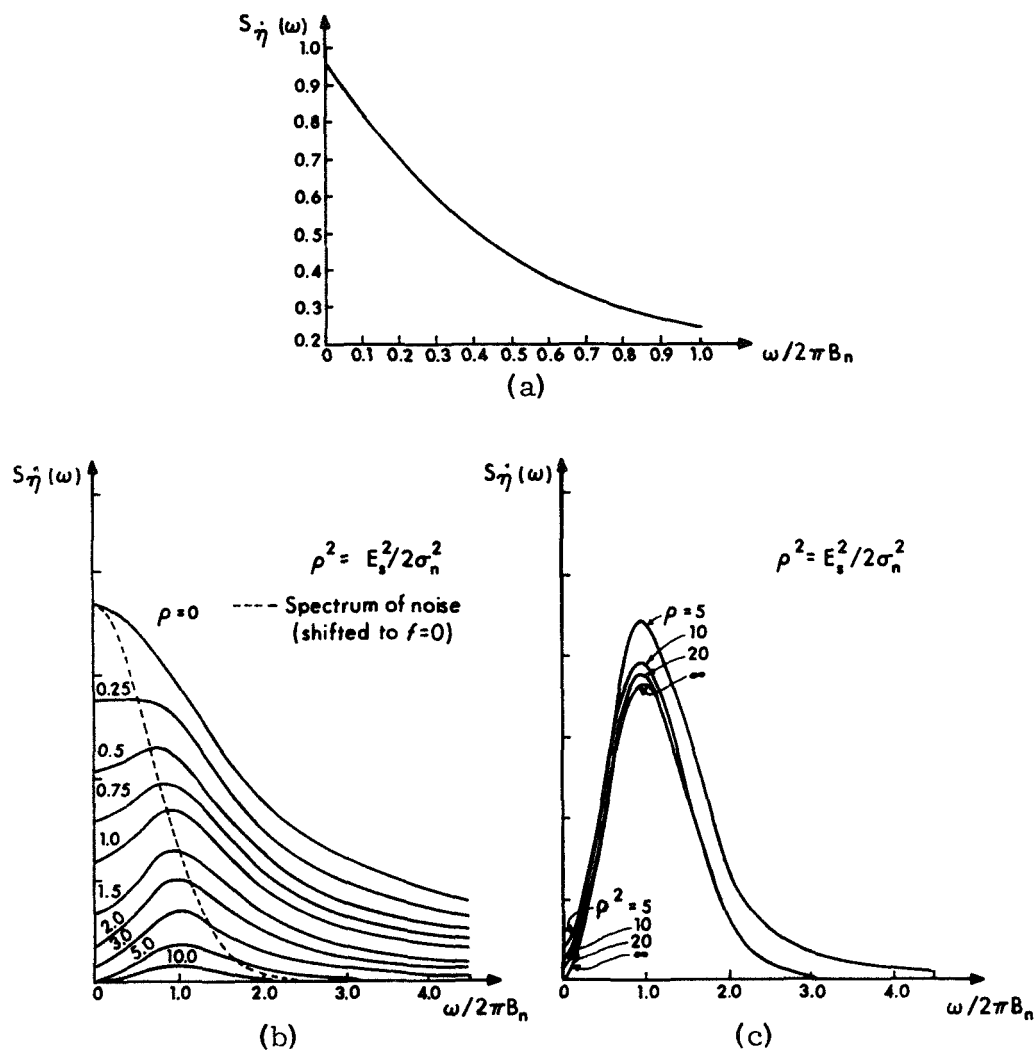 S_η̇ (ω)
1.0
0.9
0.8
0.7
0.6
0.5
0.4
0.3
0.2
0 0.1 0.2 0.3 0.4 0.5 0.6 0.7 0.8 0.9 1.0
ω/2πB_n
(a)
S_η̇ (ω)
ρ² = E_s²/2σ_n²
ρ = 0
---- Spectrum of noise
(shifted to f=0)
0.25
0.5
0.75
1.0
1.5
2.0
3.0
5.0
10.0
0 1.0 2.0 3.0 4.0
ω/2πB_n
(b)
S_η̇ (ω)
ρ² = E_s²/2σ_n²
ρ = 5
10
20
∞
ρ² = 5
10
20
∞
0 1.0 2.0 3.0 4.0
ω/2πB_n
(c)